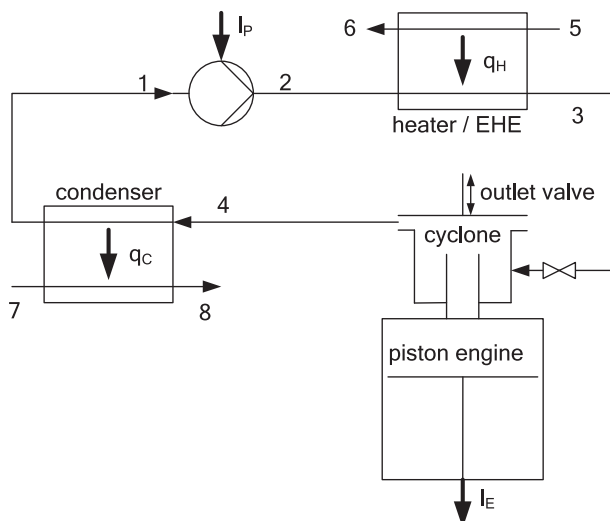 I_P
6
5
q_H
1
2
3
heater / EHE
condenser
4
outlet valve
cyclone
q_C
7
8
piston engine
I_E